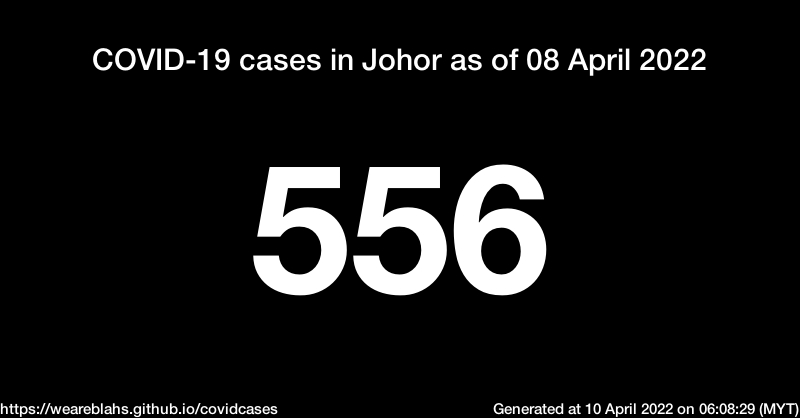 COVID-19 cases in Johor as of 08 April 2022
556
https://weareblahs.github.io/covidcases
Generated at 10 April 2022 on 06:08:29 (MYT)